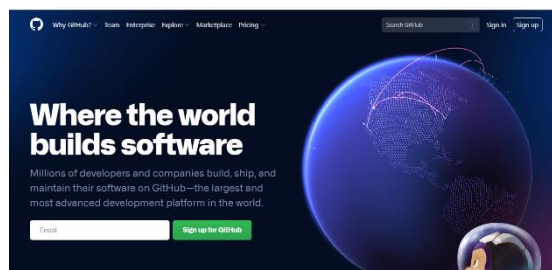 Why GitHub? Team Enterprise Explore Marketplace Pricing Search GitHub / Sign in Sign up
Where the world
builds software
Millions of developers and companies build, ship, and
maintain their software on GitHub—the largest and
most advanced development platform in the world.
Email Sign up for GitHub